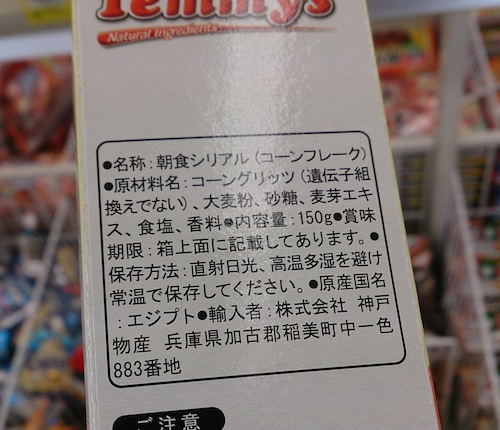 Temmys
Natural Ingredients
●名称:朝食シリアル(コーンフレーク)
●原材料名:コーングリッツ(遺伝子組
換えでない)、大麦粉、砂糖、麦芽エキ
ス、食塩、香料●内容量:150g●賞味
期限:箱上面に記載してあります。●
保存方法:直射日光、高温多湿を避け
常温で保存してください。●原産国名
:エジプト●輸入者:株式会社 神戸
物産 兵庫県加古郡稲美町中一色
883番地
ご注意